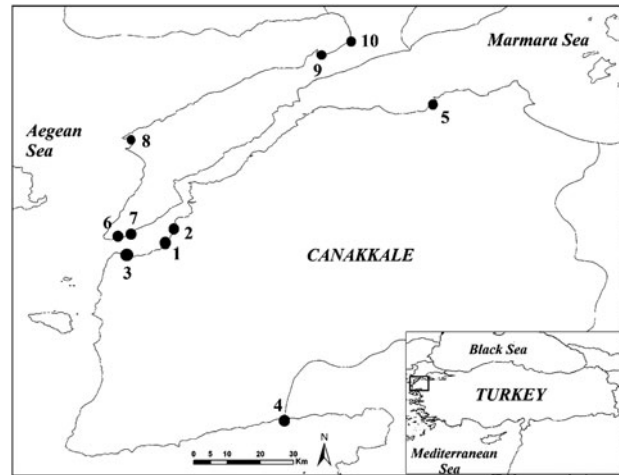 10
Marmara Sea
9
5
Aegean
Sea
8
6 7
2
1
3
CANAKKALE
4
0 5 10 20 30
Km
N
Black Sea
TURKEY
Mediterranean
Sea